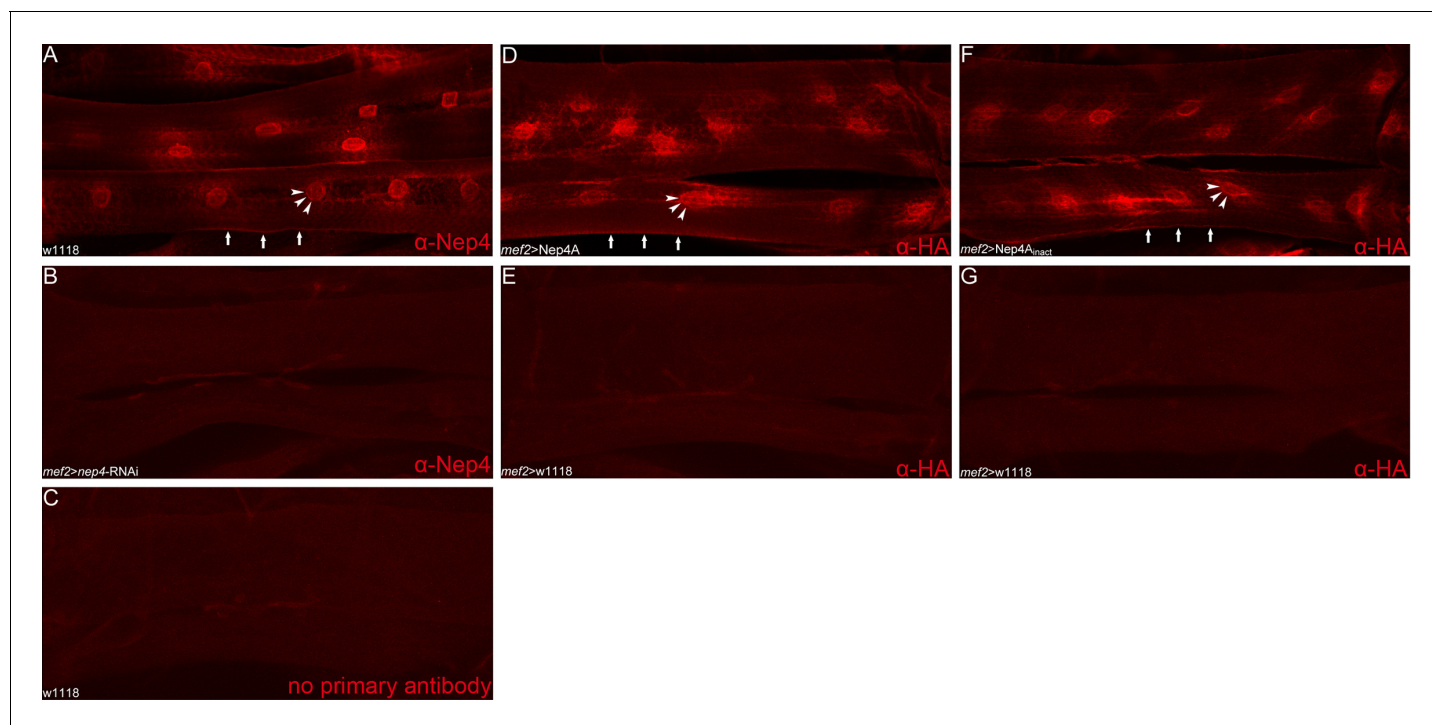 A
w1118
α-Nep4
B
mef2>nep4-RNAi
α-Nep4
C
w1118
no primary antibody
D
mef2>Nep4A
α-HA
E
mef2>w1118
α-HA
F
mef2>Nep4Ainact
α-HA
G
mef2>w1118
α-HA